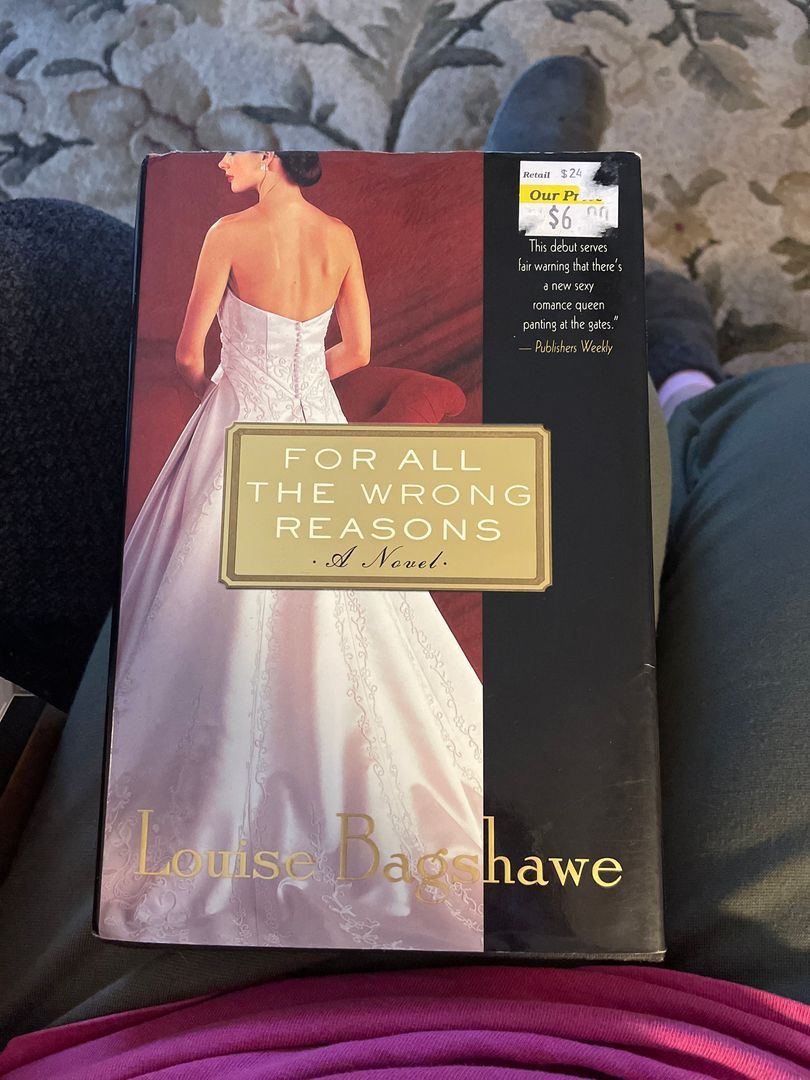 Retail $24
Our
$6
This debut serves
fair warning that there's
a new sexy
romance queen
panting at the gates."
— Publishers Weekly
FOR ALL
THE WRONG
REASONS
· A Novel ·
Louise Bagshawe